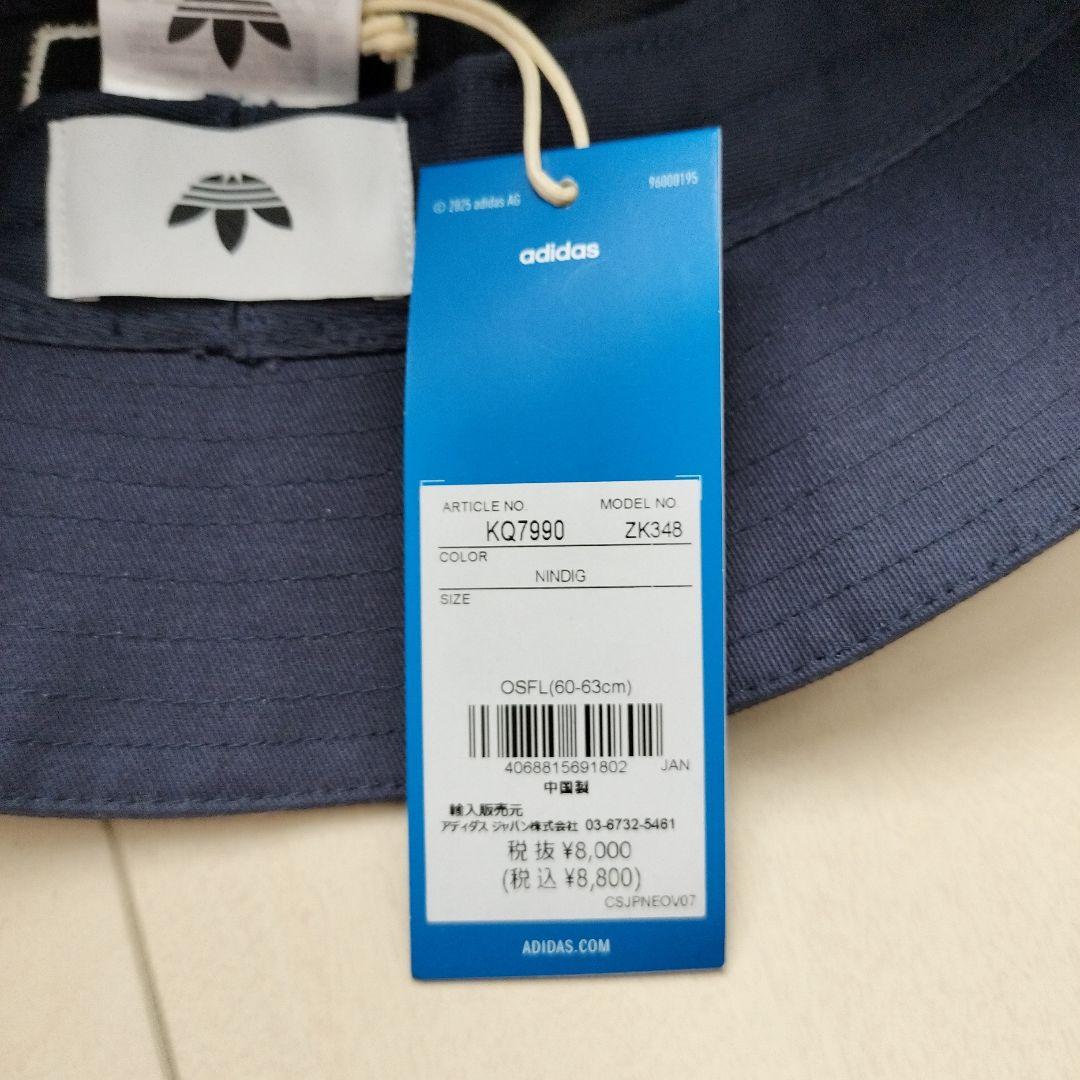 © 2025 adidas AG
96000195
adidas
ARTICLE NO.
MODEL NO.
KQ7990
ZK348
COLOR
NINDIG
SIZE
OSFL(60-63cm)
4068815691802 JAN
中国製
輸入販売元
アディダス ジャパン株式会社 03-6732-5461
税 抜 ¥8,000
(税 込 ¥8,800)
CSJPNEOV07
ADIDAS.COM